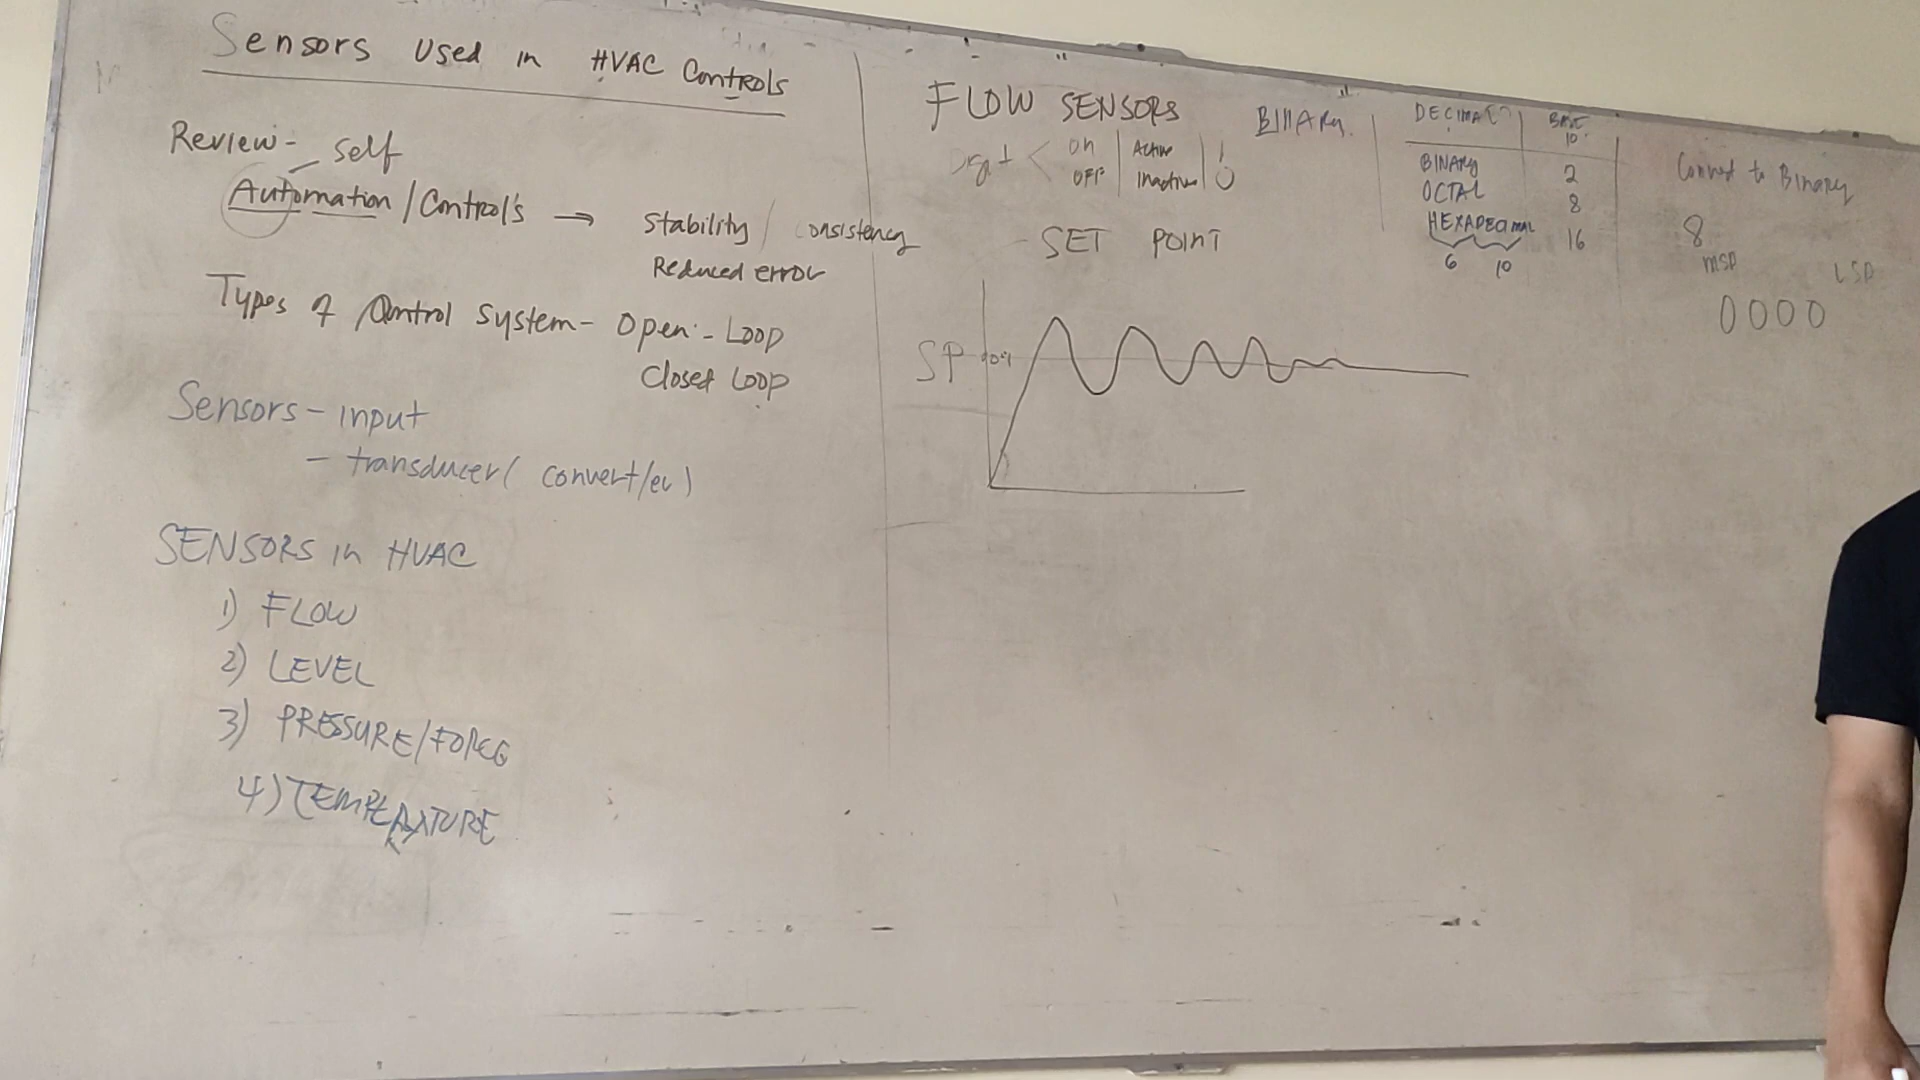 Sensors Used in HVAC Controls
Review - self
Automation / Control's → Stability / consistency
Reduced error
Types of Control System - Open - Loop
Closed Loop
Sensors - input
- transducer ( convert/ev )
SENSORS in HVAC
1) FLOW
2) LEVEL
3) PRESSURE/FORCE
4) TEMPERATURE
FLOW SENSORS
ON | Active | 1
OFF | Inactive | 0
- SET POINT
SP
BINARY
DECIMAL | BASE 10
BINARY 2
OCTAL 8
HEXADECIMAL 16
6 10
Convert to Binary
8
MSD LSD
0000